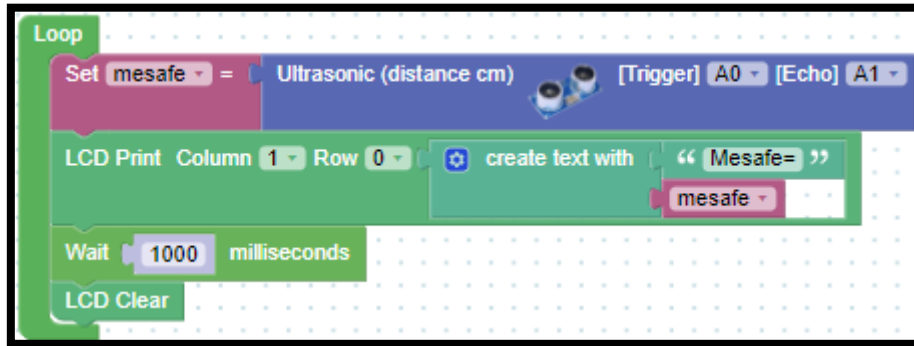 Loop
Set mesafe = Ultrasonic (distance cm) [Trigger] A0 [Echo] A1
LCD Print Column 1 Row 0 create text with “ Mesafe= ”
mesafe
Wait 1000 milliseconds
LCD Clear